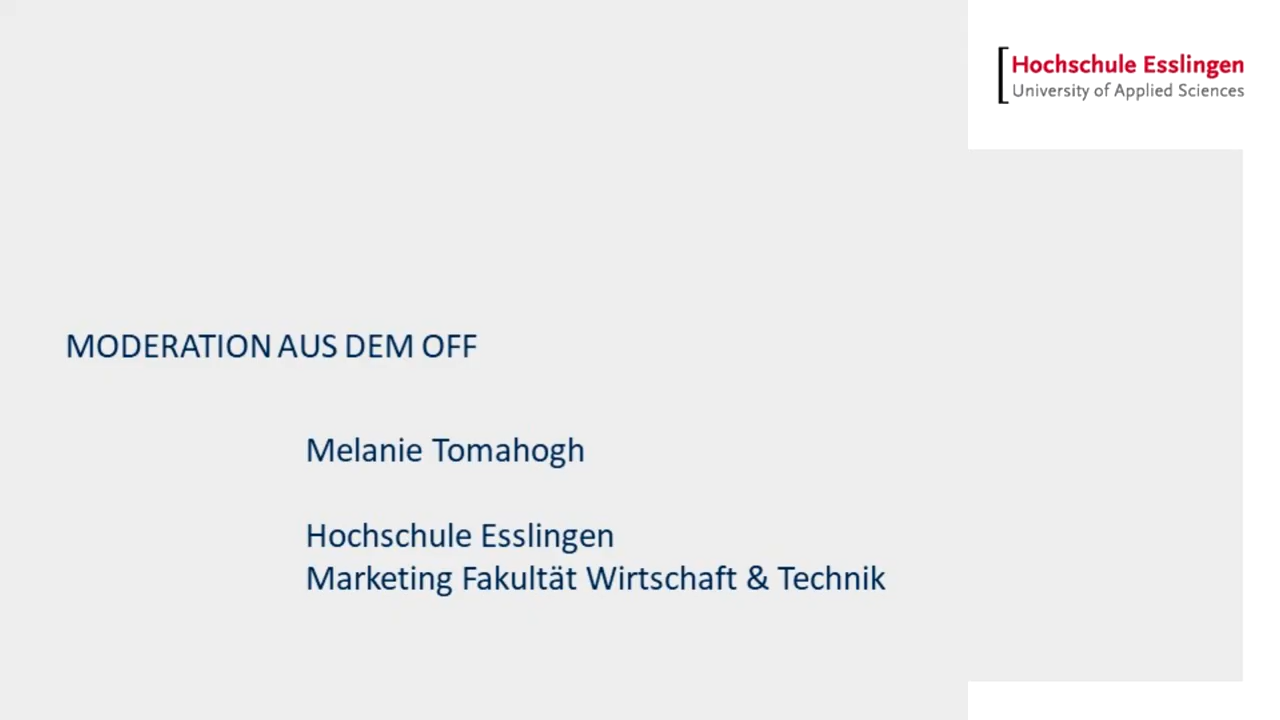 Hochschule Esslingen
University of Applied Sciences
MODERATION AUS DEM OFF
Melanie Tomahogh
Hochschule Esslingen
Marketing Fakultät Wirtschaft & Technik